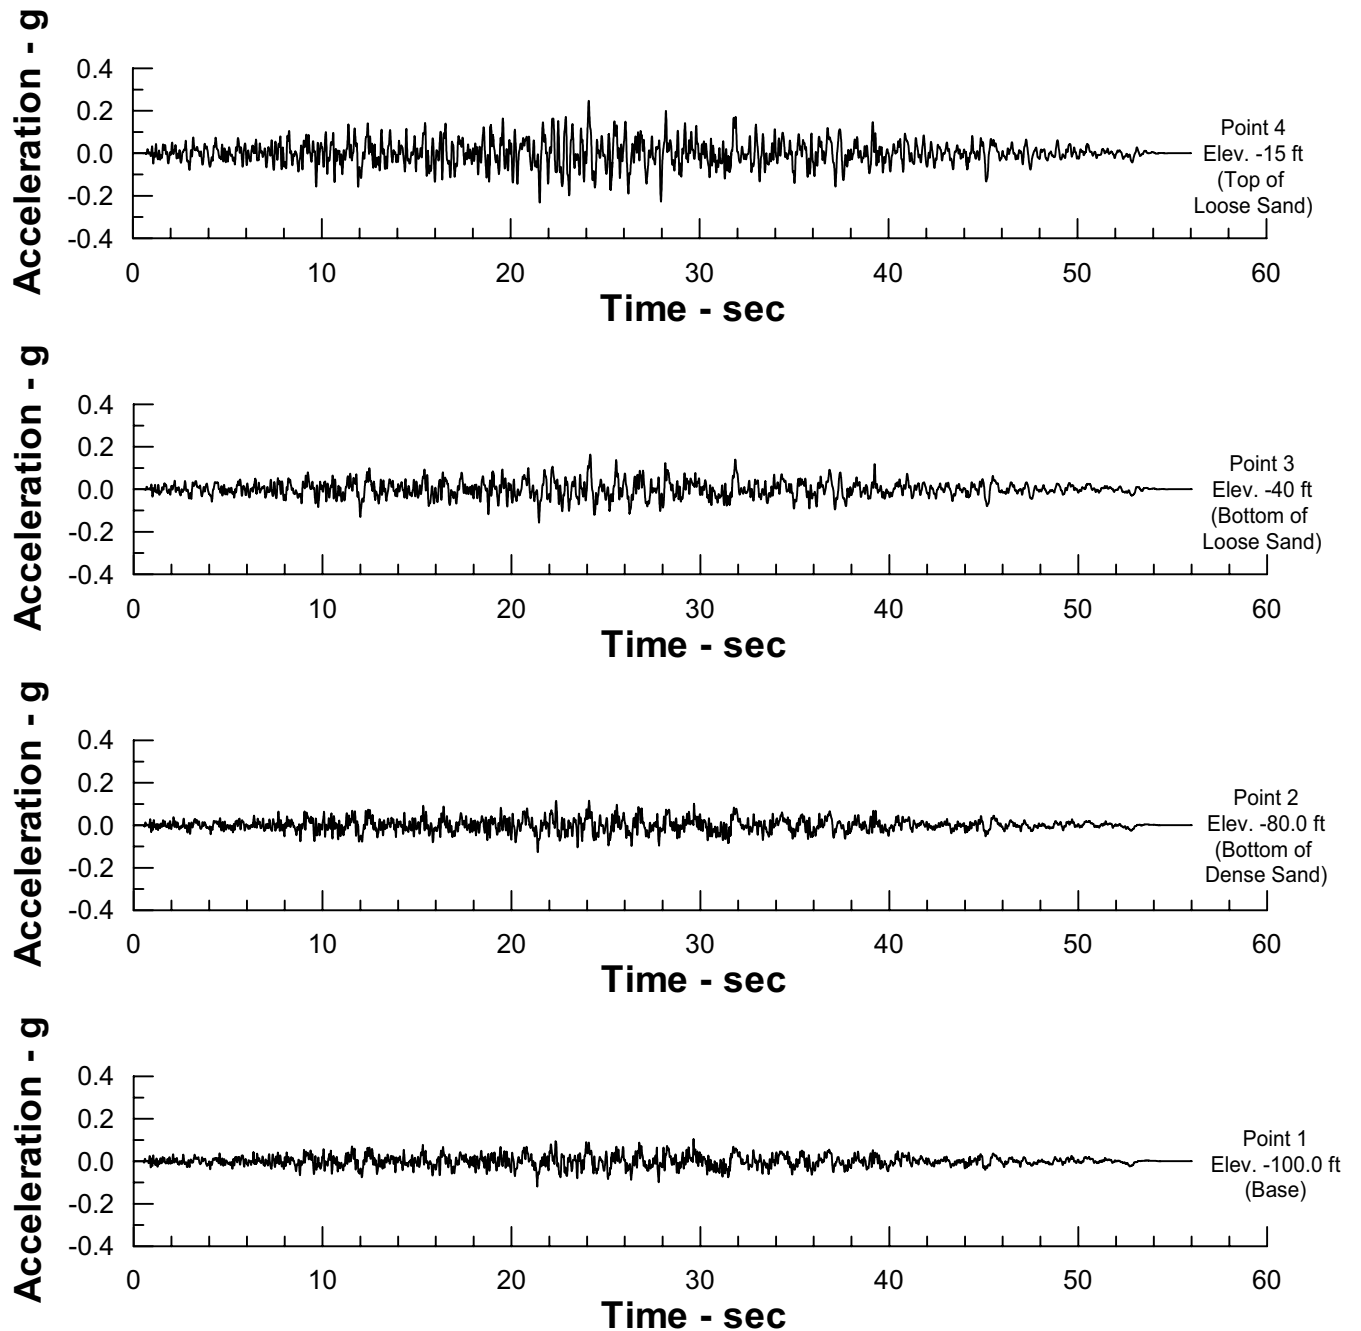 Acceleration - g
0.4
0.2
0.0
-0.2
-0.4
0 10 20 30 40 50 60
Time - sec
Point 4
Elev. -15 ft
(Top of
Loose Sand)
Acceleration - g
0.4
0.2
0.0
-0.2
-0.4
0 10 20 30 40 50 60
Time - sec
Point 3
Elev. -40 ft
(Bottom of
Loose Sand)
Acceleration - g
0.4
0.2
0.0
-0.2
-0.4
0 10 20 30 40 50 60
Time - sec
Point 2
Elev. -80.0 ft
(Bottom of
Dense Sand)
Acceleration - g
0.4
0.2
0.0
-0.2
-0.4
0 10 20 30 40 50 60
Time - sec
Point 1
Elev. -100.0 ft
(Base)